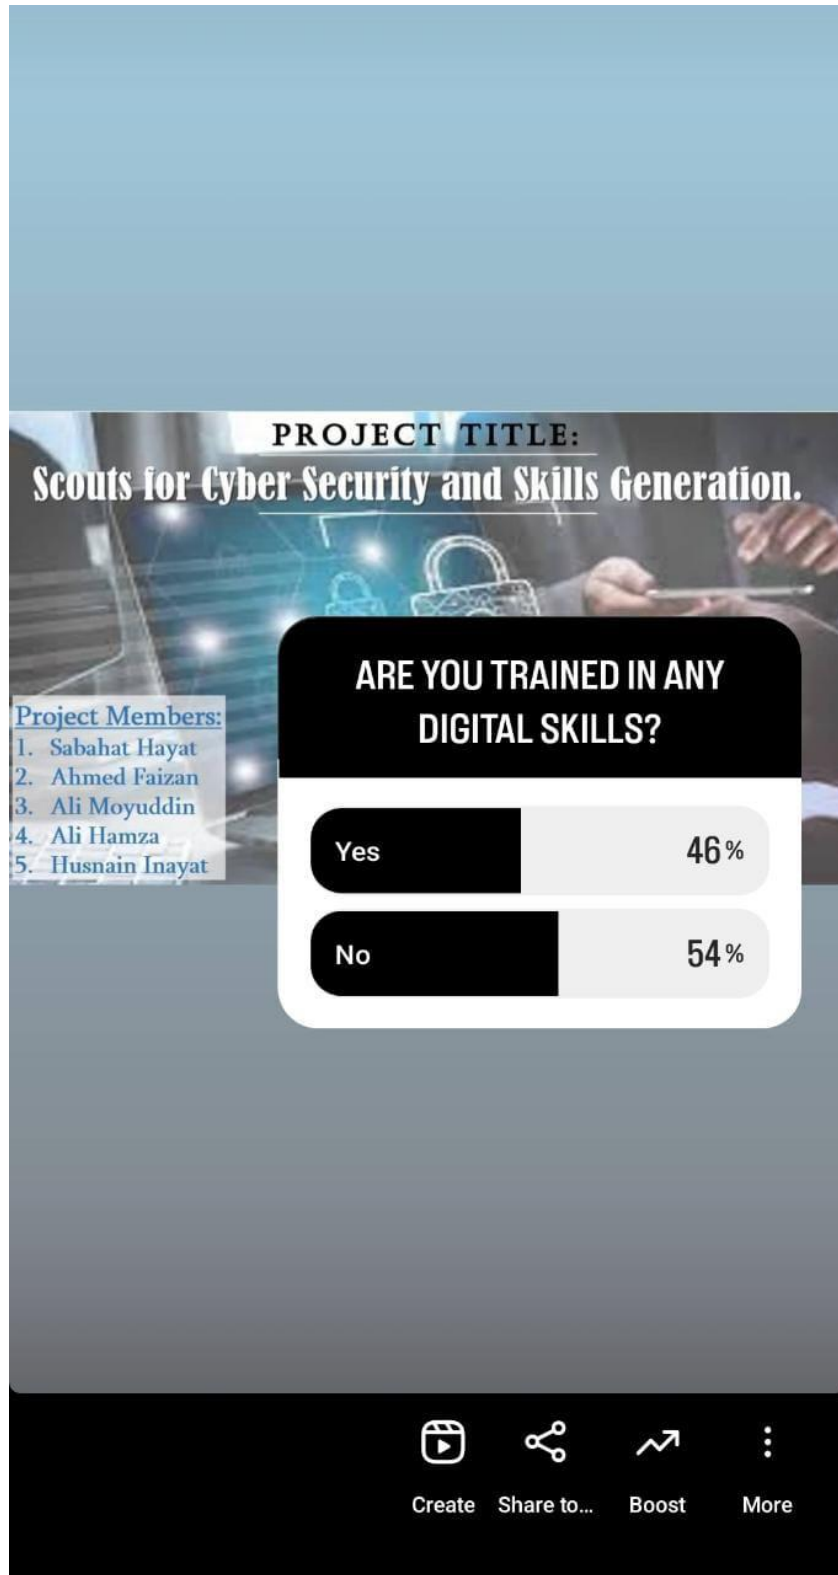 PROJECT TITLE:
Scouts for Cyber Security and Skills Generation.
Project Members:
1. Sabahat Hayat
2. Ahmed Faizan
3. Ali Moyuddin
4. Ali Hamza
5. Husnain Inayat
ARE YOU TRAINED IN ANY
DIGITAL SKILLS?
Yes 46%
No 54%
Create Share to... Boost More